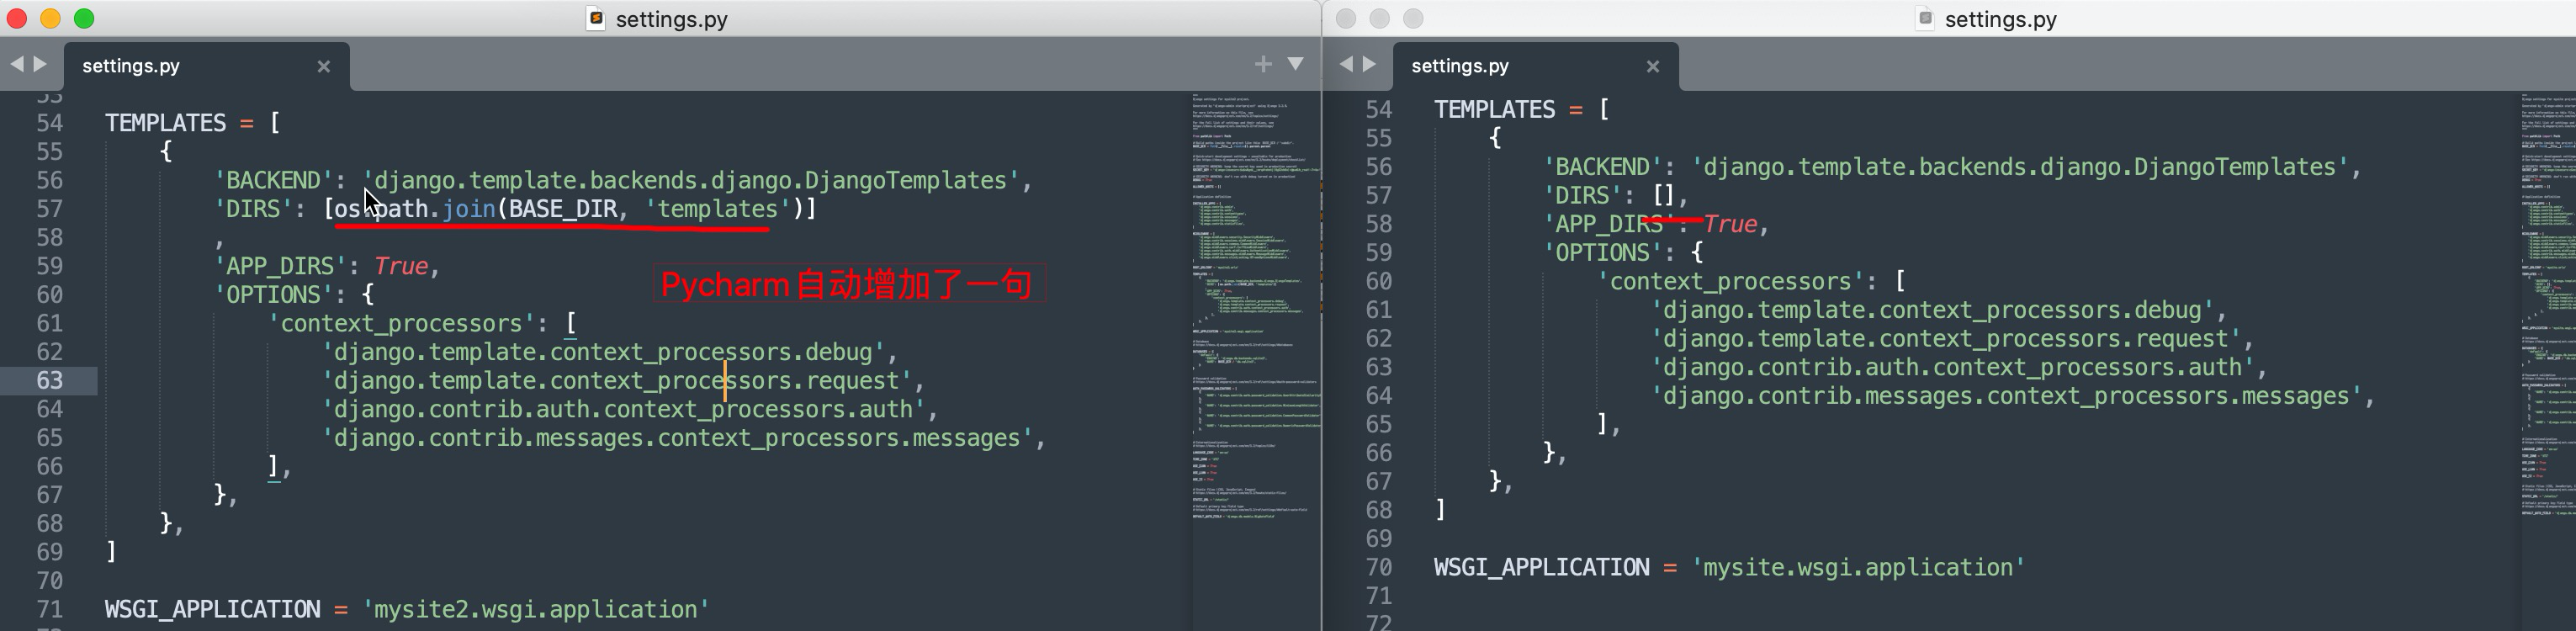 settings.py
settings.py
53
54 TEMPLATES = [
55     {
56         'BACKEND': 'django.template.backends.django.DjangoTemplates',
57         'DIRS': [os.path.join(BASE_DIR, 'templates')]
58         ,
59         'APP_DIRS': True,
Pycharm自动增加了一句
60         'OPTIONS': {
61             'context_processors': [
62                 'django.template.context_processors.debug',
63                 'django.template.context_processors.request',
64                 'django.contrib.auth.context_processors.auth',
65                 'django.contrib.messages.context_processors.messages',
66             ],
67         },
68     },
69 ]
70
71 WSGI_APPLICATION = 'mysite2.wsgi.application'
settings.py
settings.py
54 TEMPLATES = [
55     {
56         'BACKEND': 'django.template.backends.django.DjangoTemplates',
57         'DIRS': [],
58         'APP_DIRS': True,
59         'OPTIONS': {
60             'context_processors': [
61                 'django.template.context_processors.debug',
62                 'django.template.context_processors.request',
63                 'django.contrib.auth.context_processors.auth',
64                 'django.contrib.messages.context_processors.messages',
65             ],
66         },
67     },
68 ]
69
70 WSGI_APPLICATION = 'mysite.wsgi.application'
71
72